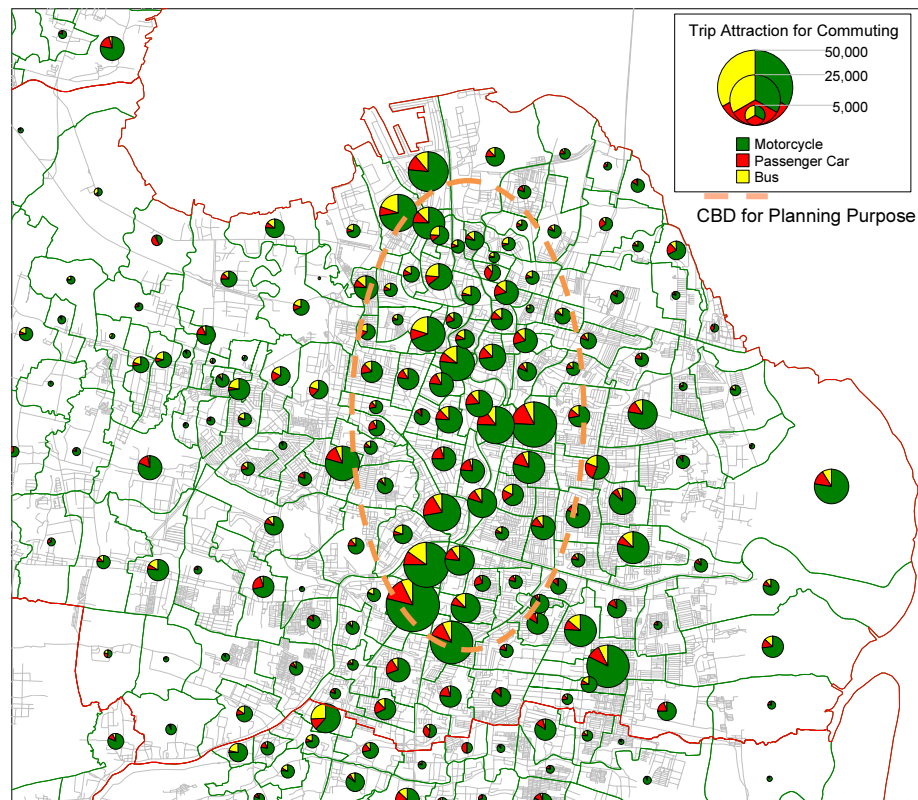 Trip Attraction for Commuting
50,000
25,000
5,000
Motorcycle
Passenger Car
Bus
CBD for Planning Purpose